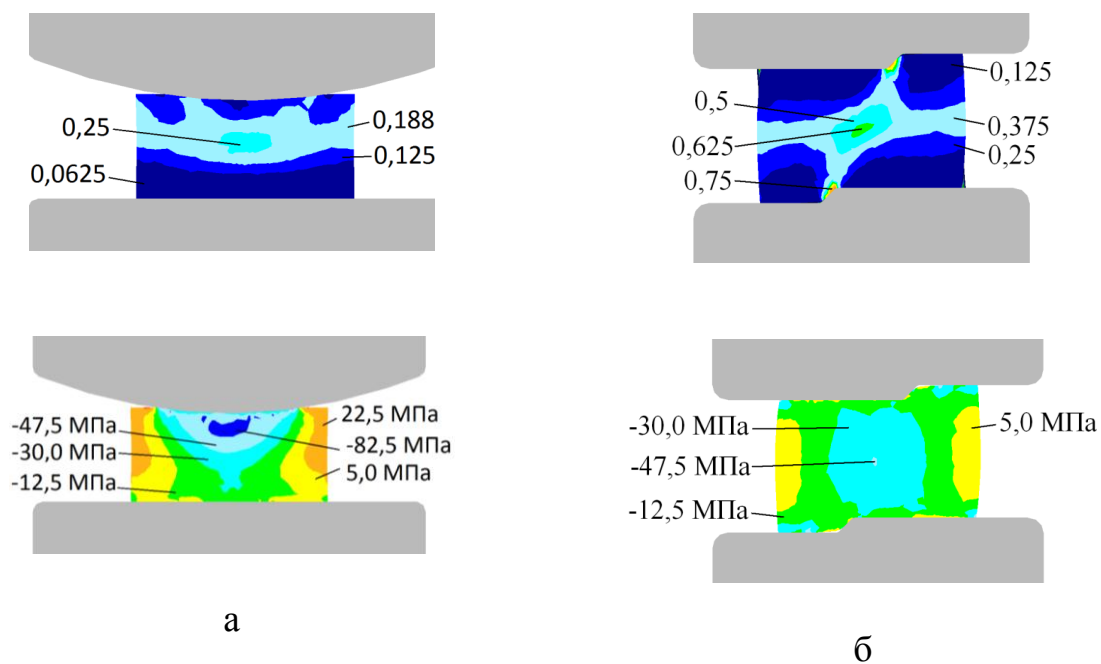 0,25
0,188
0,125
0,0625
0,125
0,5
0,375
0,625
0,25
0,75
-47,5 МПа
22,5 МПа
-82,5 МПа
-30,0 МПа
5,0 МПа
-12,5 МПа
-30,0 МПа
5,0 МПа
-47,5 МПа
-12,5 МПа
а
б